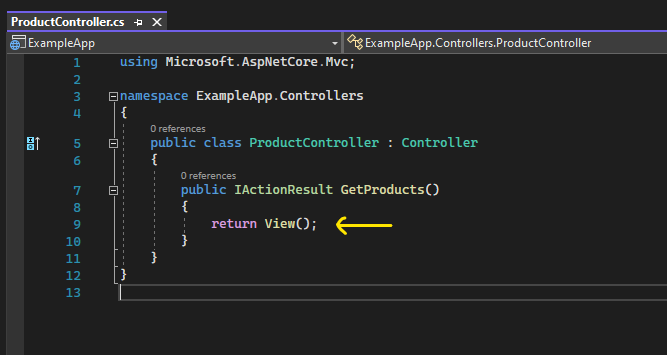 ProductController.cs
ExampleApp ExampleApp.Controllers.ProductController
1 using Microsoft.AspNetCore.Mvc;
2
3 namespace ExampleApp.Controllers
4 {
0 references
5 public class ProductController : Controller
6 {
0 references
7 public IActionResult GetProducts()
8 {
9 return View();
10 }
11 }
12 }
13